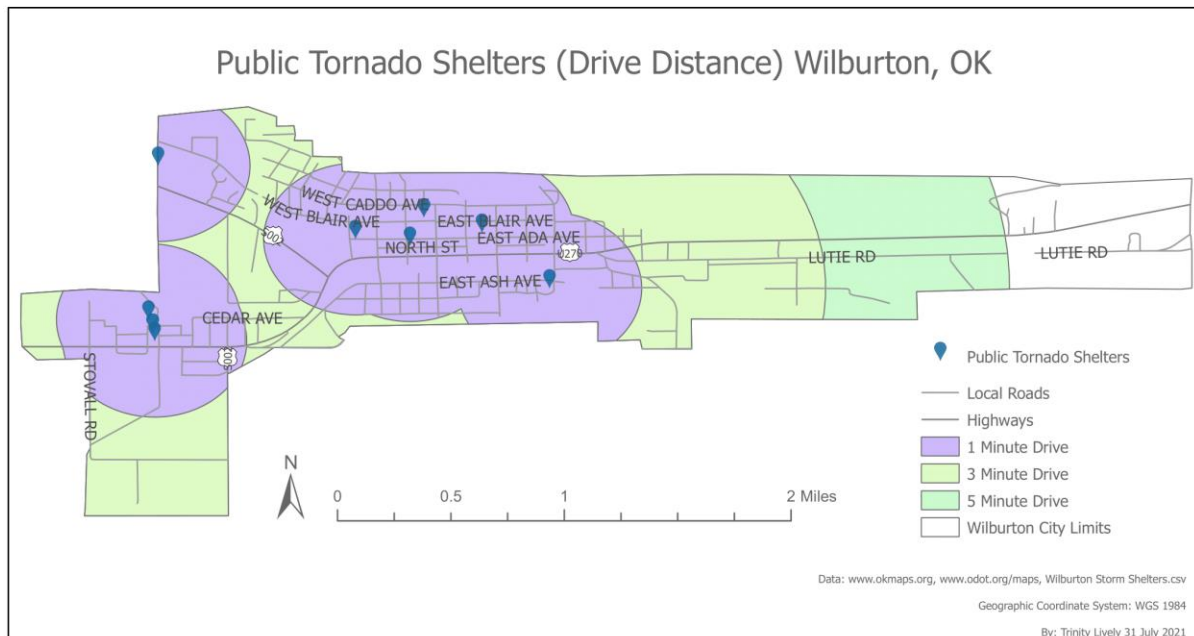 Public Tornado Shelters (Drive Distance) Wilburton, OK
WEST CADDO AVE
WEST BLAIR AVE
EAST BLAIR AVE
EAST ADA AVE
S002
NORTH ST
U270
LUTIE RD
LUTIE RD
EAST ASH AVE
CEDAR AVE
S002
STOVALL RD
Public Tornado Shelters
Local Roads
Highways
1 Minute Drive
3 Minute Drive
5 Minute Drive
Wilburton City Limits
N
0 0.5 1 2 Miles
Data: www.okmaps.org, www.odot.org/maps, Wilburton Storm Shelters.csv
Geographic Coordinate System: WGS 1984
By: Trinity Lively 31 July 2021